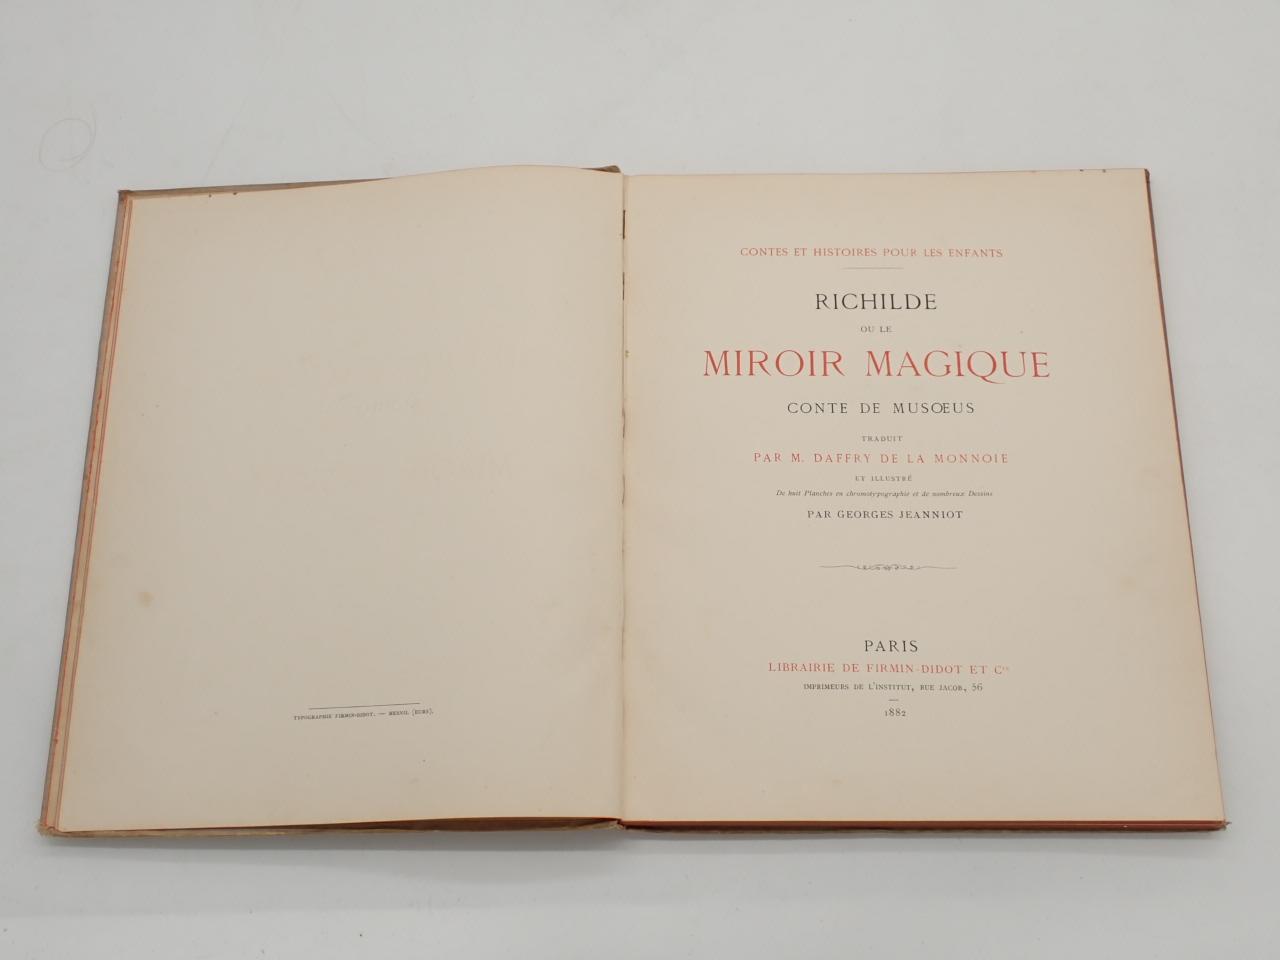 TYPOGRAPHIE FIRMIN-DIDOT. — MESNIL (EURE).
CONTES ET HISTOIRES POUR LES ENFANTS
RICHILDE
OU LE
MIROIR MAGIQUE
CONTE DE MUSŒUS
TRADUIT
PAR M. DAFFRY DE LA MONNOIE
ET ILLUSTRÉ
De huit Planches en chromotypographie et de nombreux Dessins
PAR GEORGES JEANNIOT
PARIS
LIBRAIRIE DE FIRMIN-DIDOT ET Cie
IMPRIMEURS DE L'INSTITUT, RUE JACOB, 56
1882